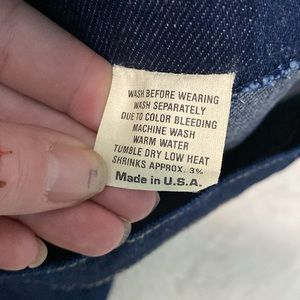 WASH BEFORE WEARING
WASH SEPARATELY
DUE TO COLOR BLEEDING
MACHINE WASH
WARM WATER
TUMBLE DRY LOW HEAT
SHRINKS APPROX. 3%
Made in U.S.A.